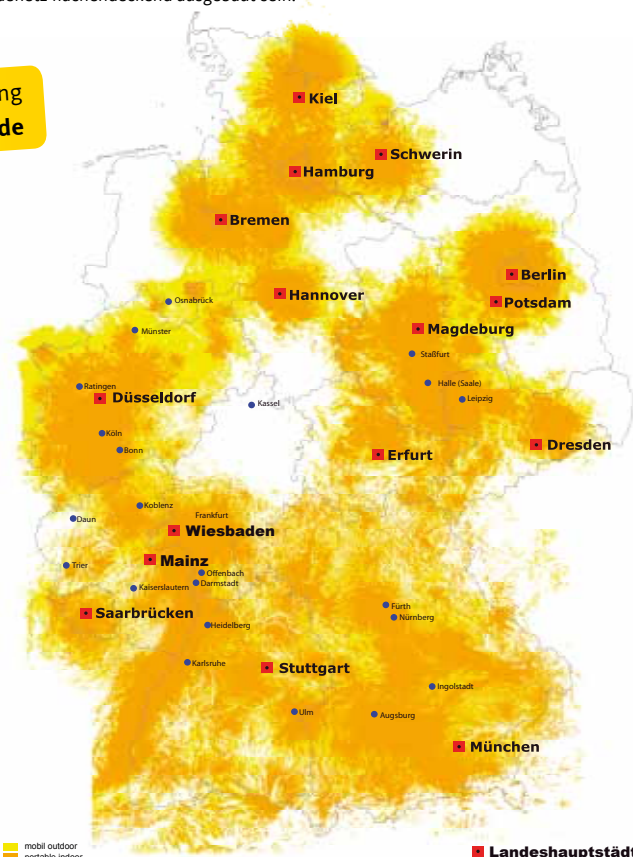 Kiel
Schwerin
Hamburg
Bremen
Berlin
Hannover
Osnabrück
Potsdam
Magdeburg
Münster
Staßfurt
Ratingen
Halle (Saale)
Düsseldorf
Leipzig
Kassel
Köln
Dresden
Bonn
Erfurt
Koblenz
Frankfurt
Daun
Wiesbaden
Mainz
Trier
Offenbach
Darmstadt
Kaiserslautern
Fürth
Saarbrücken
Nürnberg
Heidelberg
Karlsruhe
Stuttgart
Ingolstadt
Ulm
Augsburg
München
mobil outdoor
portable indoor